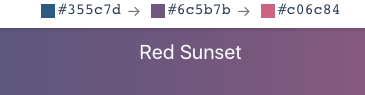 #355c7d → #6c5b7b → #c06c84
Red Sunset